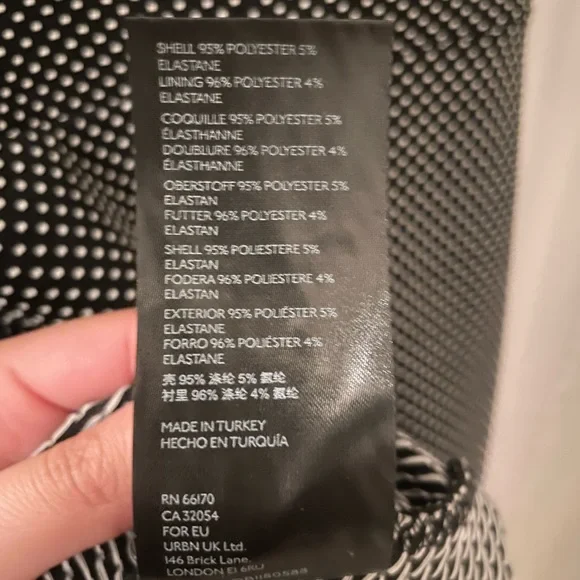 SHELL 95% POLYESTER 5%
ELASTANE
LINING 96% POLYESTER 4%
ELASTANE
COQUILLE 95% POLYESTER 5%
ÉLASTHANNE
DOUBLURE 96% POLYESTER 4%
ÉLASTHANNE
OBERSTOFF 95% POLYESTER 5%
ELASTAN
FUTTER 96% POLYESTER 4%
ELASTAN
SHELL 95% POLIESTERE 5%
ELASTAN
FODERA 96% POLIESTERE 4%
ELASTAN
EXTERIOR 95% POLIÉSTER 5%
ELASTANE
FORRO 96% POLIÉSTER 4%
ELASTANE
壳 95% 涤纶 5% 氨纶
衬里 96% 涤纶 4% 氨纶
MADE IN TURKEY
HECHO EN TURQUÍA
RN 66170
CA 32054
FOR EU
URBN UK Ltd.
146 Brick Lane,
LONDON E1 6RU